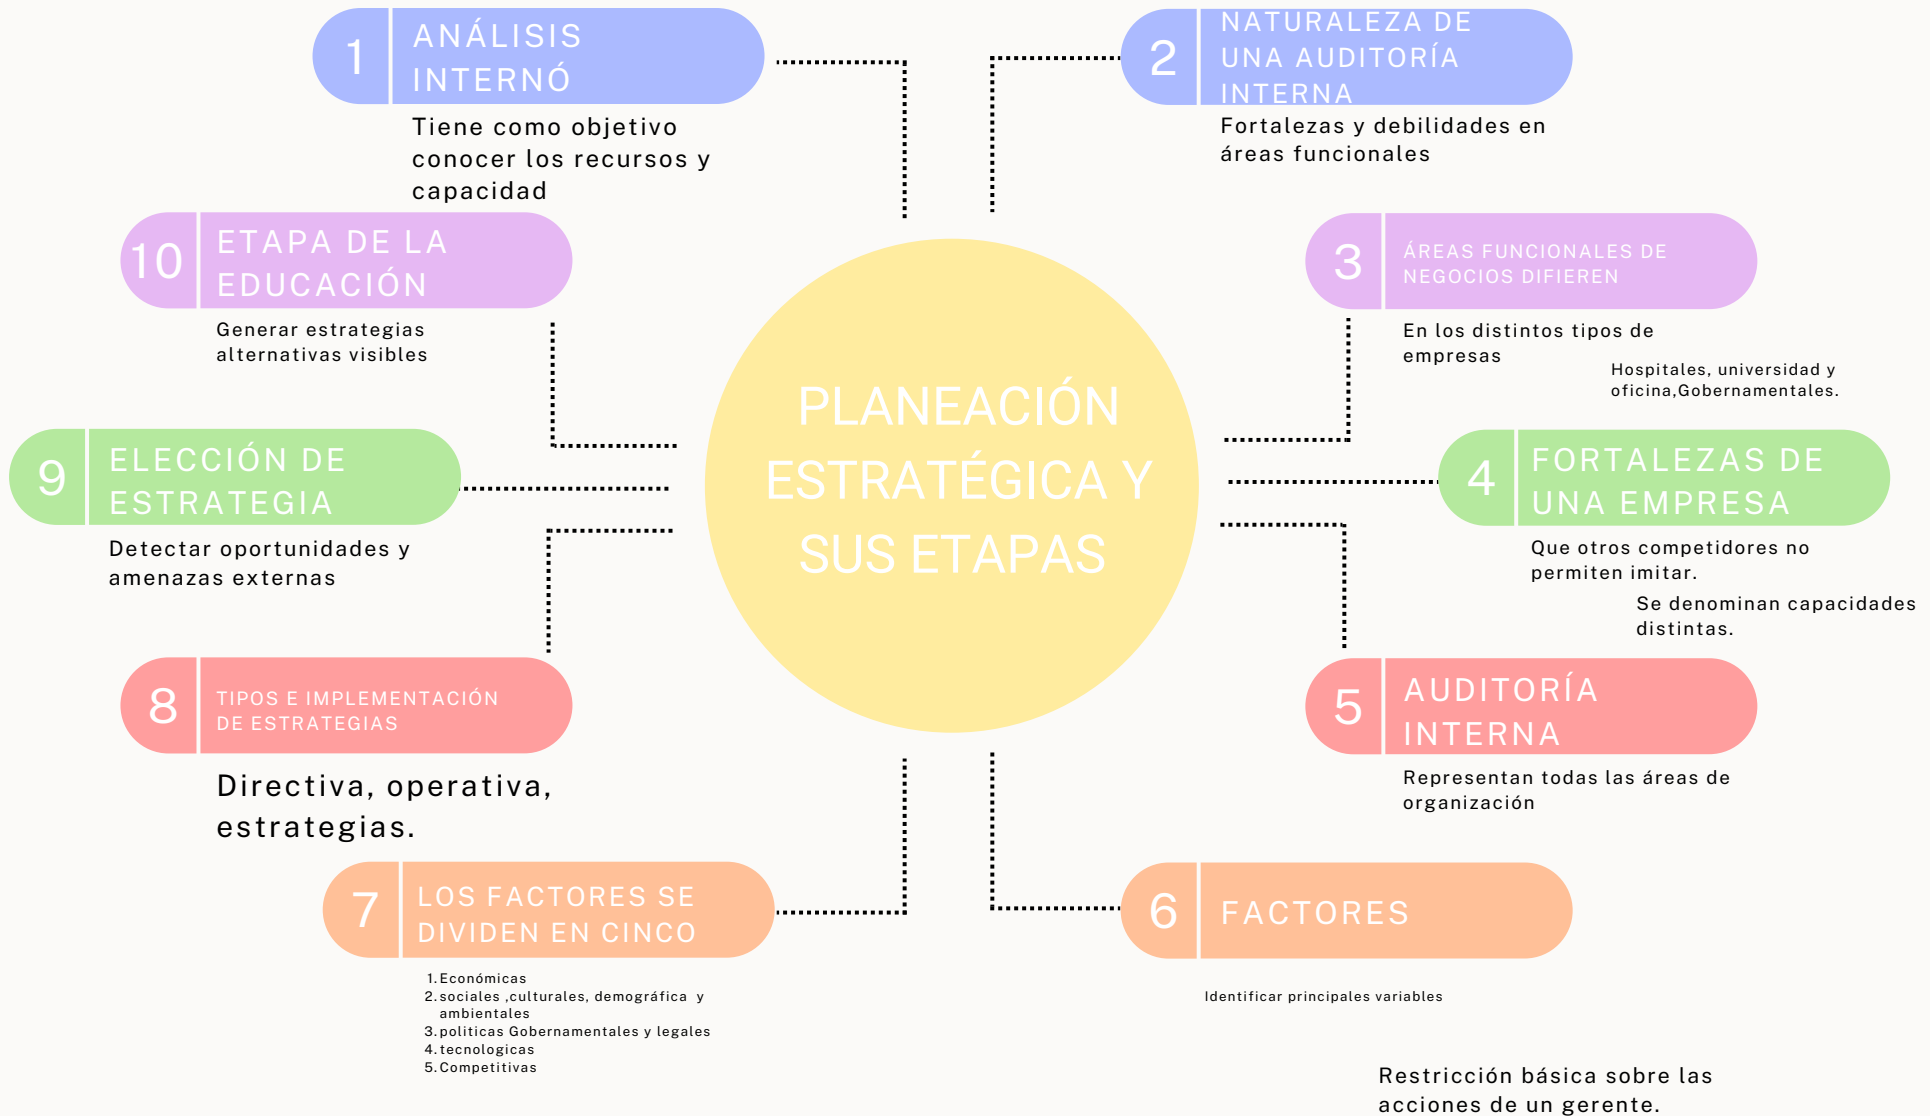 1
ANÁLISIS
INTERNÓ
Tiene como objetivo
conocer los recursos y
capacidad
2
NATURALEZA DE
UNA AUDITORÍA
INTERNA
Fortalezas y debilidades en
áreas funcionales
10
ETAPA DE LA
EDUCACIÓN
Generar estrategias
alternativas visibles
3
ÁREAS FUNCIONALES DE
NEGOCIOS DIFIEREN
En los distintos tipos de
empresas
Hospitales, universidad y
oficina,Gobernamentales.
PLANEACIÓN
ESTRATÉGICA Y
SUS ETAPAS
9
ELECCIÓN DE
ESTRATEGIA
Detectar oportunidades y
amenazas externas
4
FORTALEZAS DE
UNA EMPRESA
Que otros competidores no
permiten imitar.
Se denominan capacidades
distintas.
8
TIPOS E IMPLEMENTACIÓN
DE ESTRATEGIAS
Directiva, operativa,
estrategias.
5
AUDITORÍA
INTERNA
Representan todas las áreas de
organización
7
LOS FACTORES SE
DIVIDEN EN CINCO
1. Económicas
2. sociales ,culturales, demográfica y
ambientales
3. politicas Gobernamentales y legales
4. tecnologicas
5. Competitivas
6
FACTORES
Identificar principales variables
Restricción básica sobre las
acciones de un gerente.